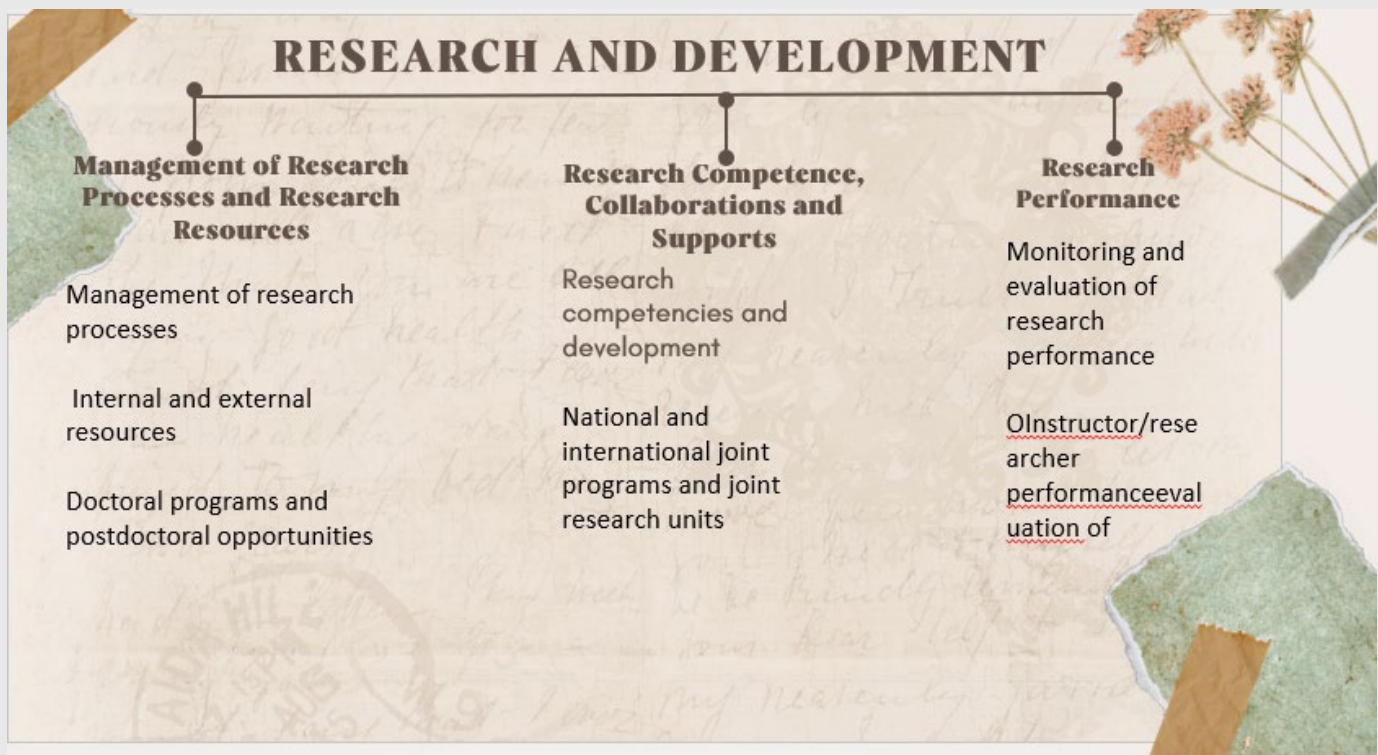 RESEARCH AND DEVELOPMENT
Management of Research
Processes and Research
Resources
Management of research
processes
Internal and external
resources
Doctoral programs and
postdoctoral opportunities
Research Competence,
Collaborations and
Supports
Research
competencies and
development
National and
international joint
programs and joint
research units
Research
Performance
Monitoring and
evaluation of
research
performance
OInstructor/rese
archer
performanceeval
uation of